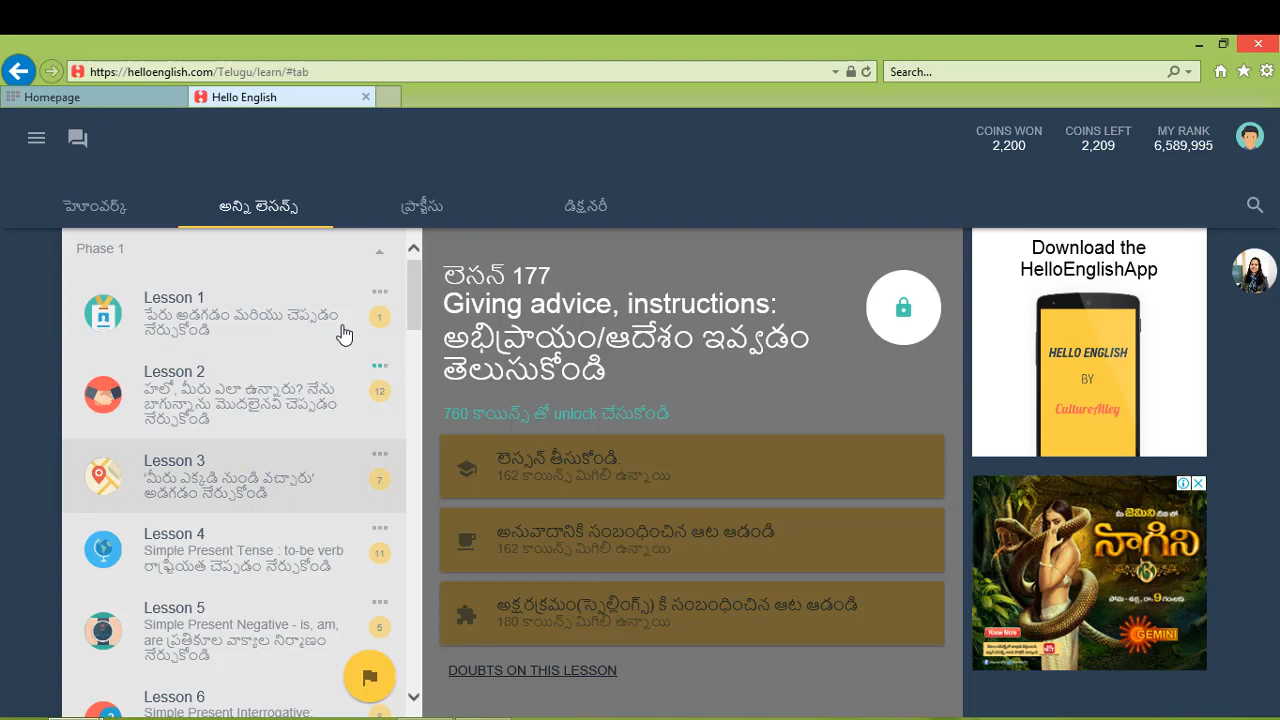 https://helloenglish.com/Telugu/learn/#tab
Search...
Homepage
Hello English
COINS WON
2,200
COINS LEFT
2,209
MY RANK
6,589,995
హెూంవర్క్
అన్ని లెసన్స్
ప్రాక్టీసు
డిక్షనరీ
Phase 1
Lesson 1
పేరు అడగడం మరియు చెప్పడం
నేర్చుకోండి
1
Lesson 2
హలో, మీరు ఎలా ఉన్నారు? నేను
బాగున్నాను మొదలైనవి చెప్పడం
నేర్చుకోండి
12
Lesson 3
'మీరు ఎక్కడి నుండి వచ్చారు'
అడగడం నేర్చుకోండి
7
Lesson 4
Simple Present Tense : to-be verb
రాష్ట్రియత చెప్పడం నేర్చుకోండి
11
Lesson 5
Simple Present Negative - is, am,
are ప్రతికూల వాక్యాల నిర్మాణం
నేర్చుకోండి
5
Lesson 6
Simple Present Interrogative:
లెసన్ 177
Giving advice, instructions:
అభిప్రాయం/ఆదేశం ఇవ్వడం
తెలుసుకోండి
760 కాయిన్స్ తో unlock చేసుకోండి
లెస్సన్ తీసుకోండి.
162 కాయిన్స్ మిగిలి ఉన్నాయి
అనువాదానికి సంబంధించిన ఆట ఆడండి
162 కాయిన్స్ మిగిలి ఉన్నాయి
అక్షరక్రమం(స్పెల్లింగ్స్) కి సంబంధించిన ఆట ఆడండి
180 కాయిన్స్ మిగిలి ఉన్నాయి
DOUBTS ON THIS LESSON
Download the
HelloEnglishApp
HELLO ENGLISH
BY
CultureAlley
మా జెమిని టీవీ లో
నాగిని
సోమ-శుక్ర, రా. 9 గంటలకు
Know More
GEMINI